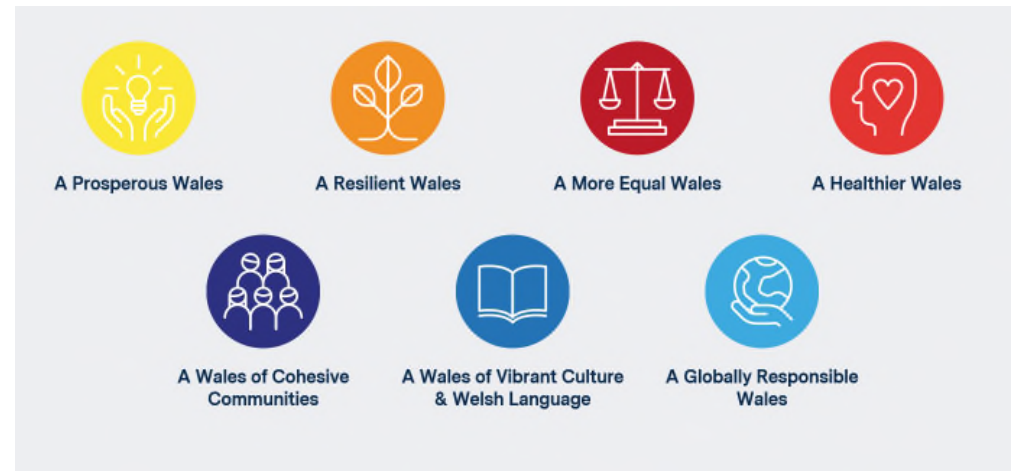 A Prosperous Wales
A Resilient Wales
A More Equal Wales
A Healthier Wales
A Wales of Cohesive
Communities
A Wales of Vibrant Culture
& Welsh Language
A Globally Responsible
Wales